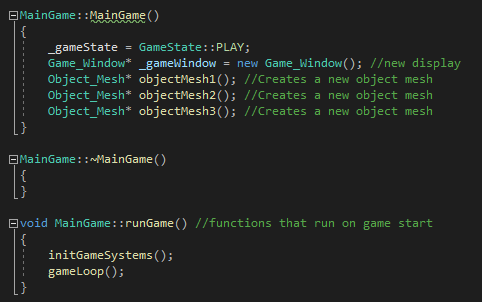 MainGame::MainGame()
{
_gameState = GameState::PLAY;
Game_Window* _gameWindow = new Game_Window(); //new display
Object_Mesh* objectMesh1(); //Creates a new object mesh
Object_Mesh* objectMesh2(); //Creates a new object mesh
Object_Mesh* objectMesh3(); //Creates a new object mesh
}
MainGame::~MainGame()
{
}
void MainGame::runGame() //functions that run on game start
{
initGameSystems();
gameLoop();
}